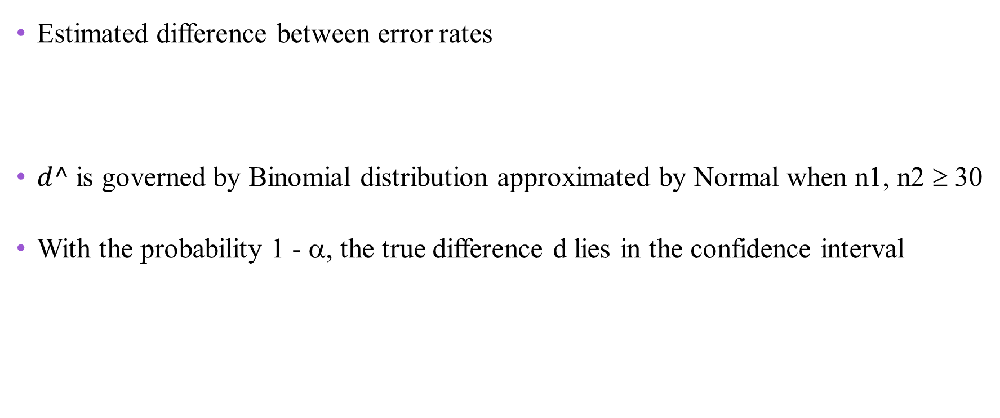 • Estimated difference between error rates
• d^ is governed by Binomial distribution approximated by Normal when n1, n2 ≥ 30
• With the probability 1 - α, the true difference d lies in the confidence interval